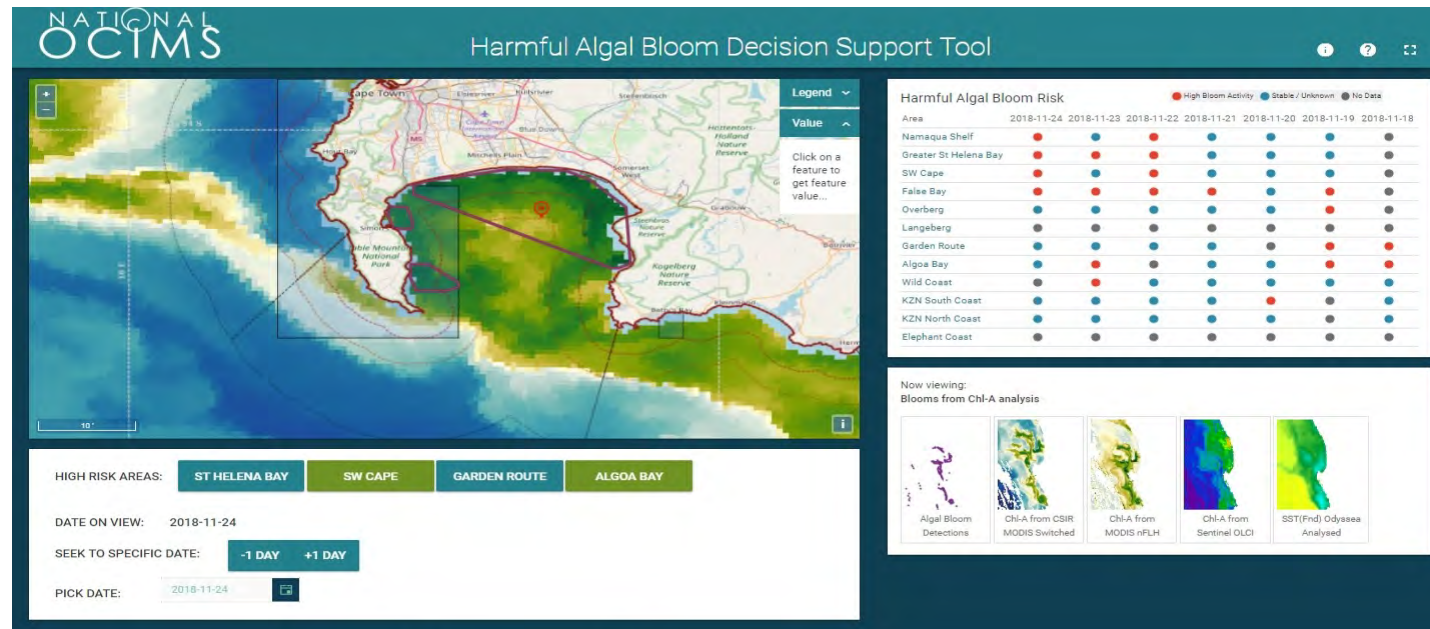 NATIONAL
OCIMS
Harmful Algal Bloom Decision Support Tool
+
−
Cape Town
Stellenbosch
Blue Downs
Mitchells Plain
Hottentots-
Holland
Nature
Reserve
M5
Hout Bay
Somerset
West
Grabouw
National
Park
Kogelberg
Nature
Reserve
10'
Legend
Value
Click on a
feature to
get feature
value...
i
HIGH RISK AREAS: ST HELENA BAY SW CAPE GARDEN ROUTE ALGOA BAY
DATE ON VIEW: 2018-11-24
SEEK TO SPECIFIC DATE: -1 DAY +1 DAY
PICK DATE: 2018-11-24
Harmful Algal Bloom Risk High Bloom Activity Stable / Unknown No Data
Area 2018-11-24 2018-11-23 2018-11-22 2018-11-21 2018-11-20 2018-11-19 2018-11-18
Namaqua Shelf
Greater St Helena Bay
SW Cape
False Bay
Overberg
Langeberg
Garden Route
Algoa Bay
Wild Coast
KZN South Coast
KZN North Coast
Elephant Coast
Now viewing:
Blooms from Chl-A analysis
Algal Bloom
Detections
Chl-A from CSIR
MODIS Switched
Chl-A from
MODIS nFLH
Chl-A from
Sentinel OLCI
SST(Fnd) Odyssea
Analysed